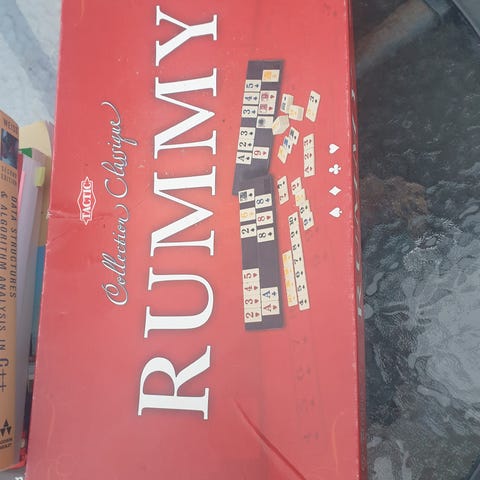 TACTIC
Collection Classique
RUMMY
DATA STRUCTURES
& ALGORITHM ANALYSIS IN C++